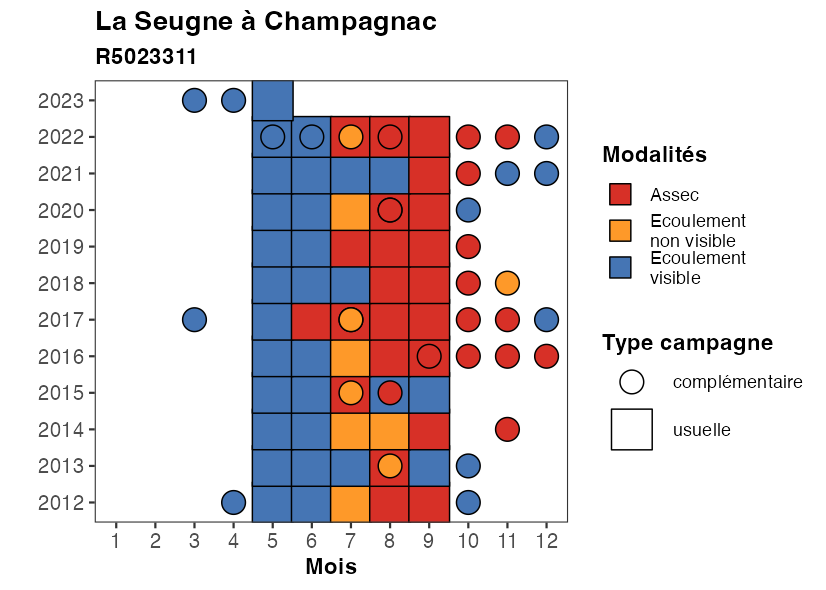 La Seugne à Champagnac
R5023311
2023
2022
2021
2020
2019
2018
2017
2016
2015
2014
2013
2012
1 2 3 4 5 6 7 8 9 10 11 12
Mois
Modalités
Assec
Ecoulement
non visible
Ecoulement
visible
Type campagne
complémentaire
usuelle